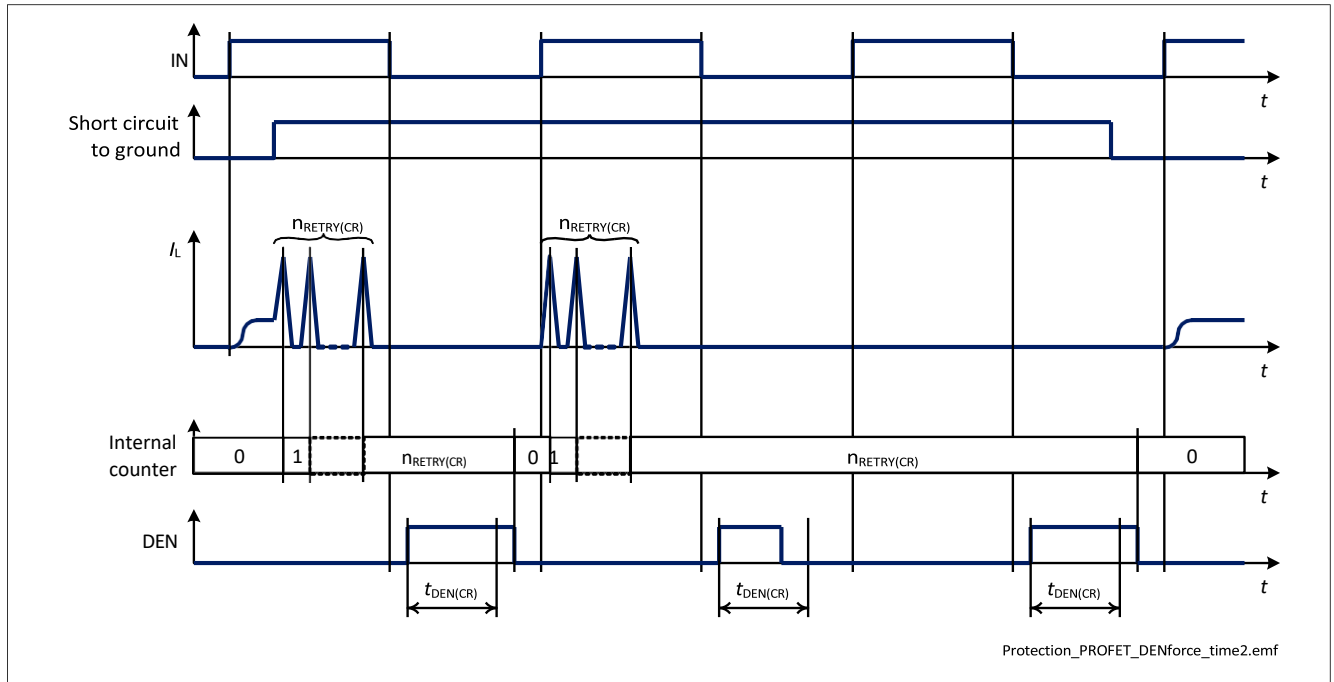 IN
t
Short circuit
to ground
t
nRETRY(CR)
nRETRY(CR)
IL
t
Internal
counter
0
1
nRETRY(CR)
0
1
nRETRY(CR)
0
t
DEN
t
tDEN(CR)
tDEN(CR)
tDEN(CR)
Protection_PROFET_DENforce_time2.emf